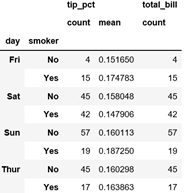 tip_pct total_bill
count mean count
day smoker
Fri No 4 0.151650 4
Yes 15 0.174783 15
Sat No 45 0.158048 45
Yes 42 0.147906 42
Sun No 57 0.160113 57
Yes 19 0.187250 19
Thur No 45 0.160298 45
Yes 17 0.163863 17